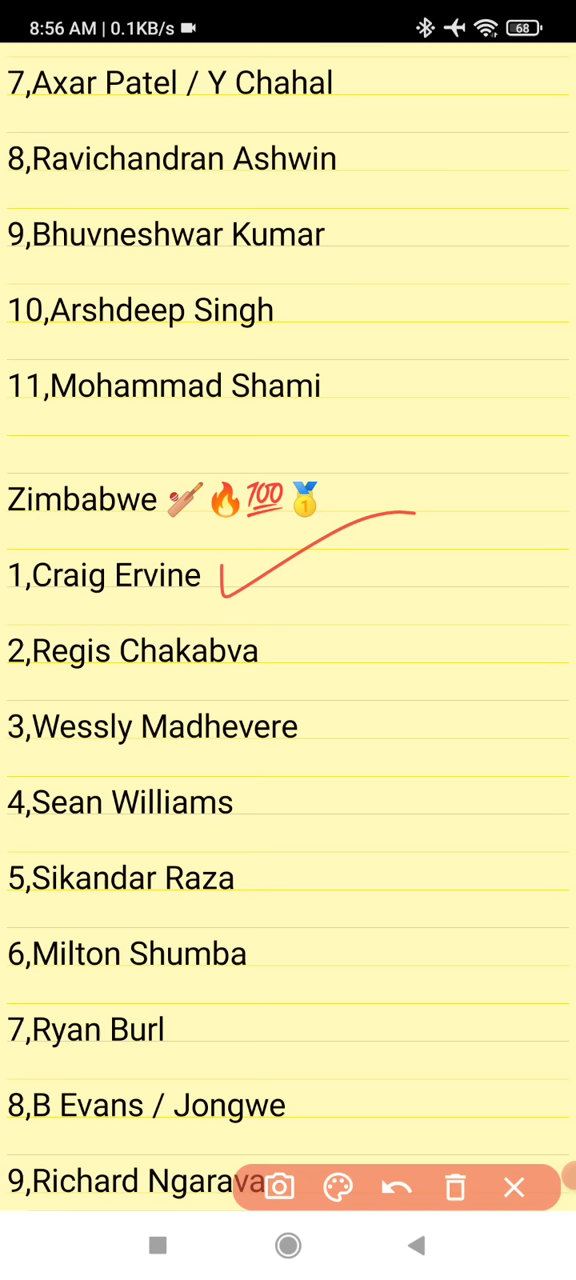 8:56 AM | 0.1KB/s 68
7,Axar Patel / Y Chahal
8,Ravichandran Ashwin
9,Bhuvneshwar Kumar
10,Arshdeep Singh
11,Mohammad Shami
Zimbabwe 🏏🔥💯🥇
1,Craig Ervine
2,Regis Chakabva
3,Wessly Madhevere
4,Sean Williams
5,Sikandar Raza
6,Milton Shumba
7,Ryan Burl
8,B Evans / Jongwe
9,Richard Ngarava